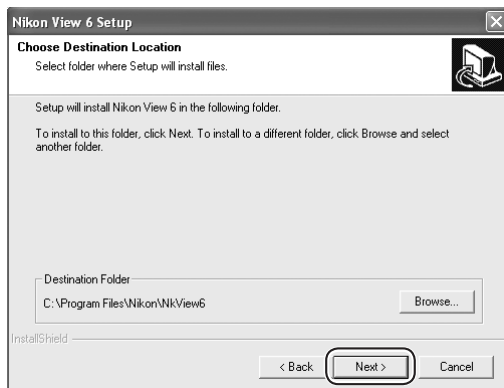 Nikon View 6 Setup
Choose Destination Location
Select folder where Setup will install files.
Setup will install Nikon View 6 in the following folder.
To install to this folder, click Next. To install to a different folder, click Browse and select
another folder.
Destination Folder
C:\Program Files\Nikon\NkView6
Browse...
InstallShield
< Back
Next >
Cancel